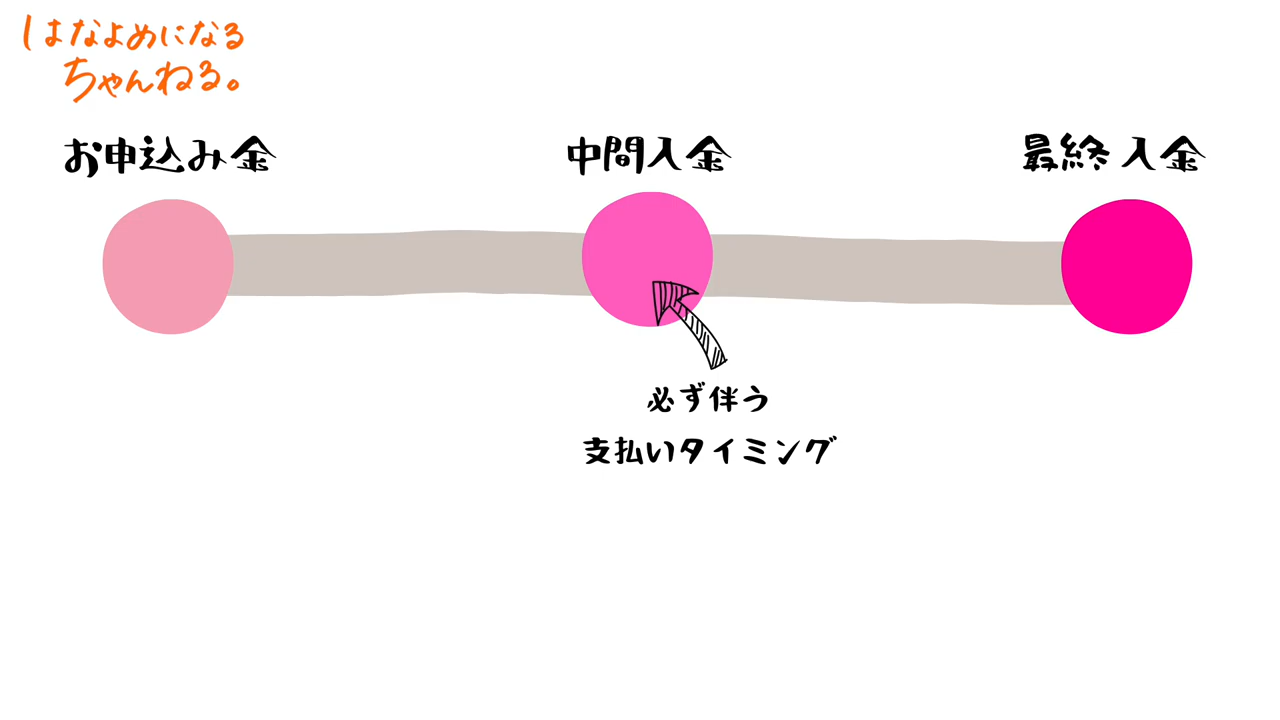 はなよめになる
ちゃんねる。
お申込み金
中間入金
最終入金
必ず伴う
支払いタイミング